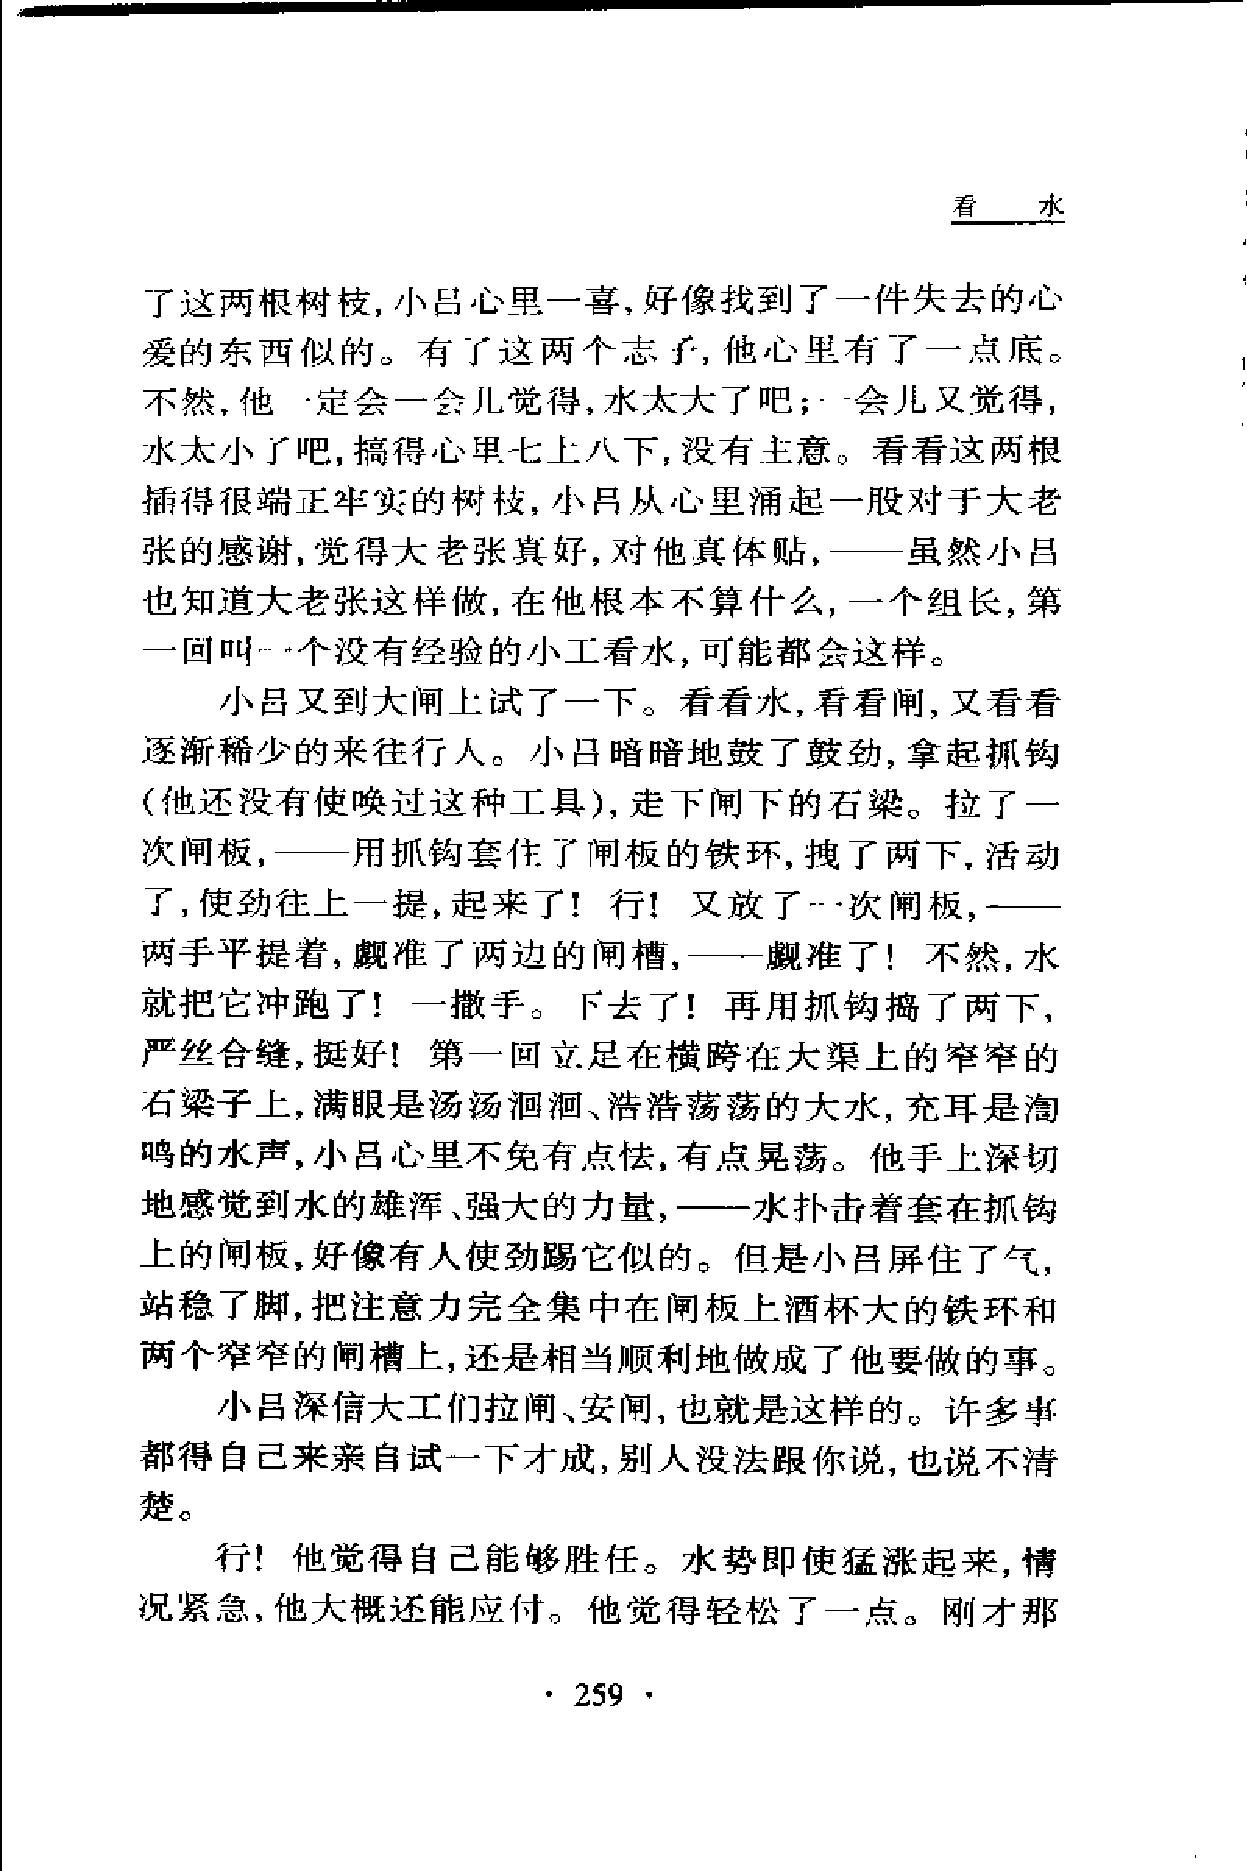 看　水
了这两根树枝,小吕心里一喜,好像找到了一件失去的心
爱的东西似的。有了这两个志子,他心里有了一点底。
不然,他一定会一会儿觉得,水太大了吧;一会儿又觉得,
水太小了吧,搞得心里七上八下,没有主意。看看这两根
插得很端正牢实的树枝,小吕从心里涌起一股对于大老
张的感谢,觉得大老张真好,对他真体贴,——虽然小吕
也知道大老张这样做,在他根本不算什么,一个组长,第
一回叫一个没有经验的小工看水,可能都会这样。
小吕又到大闸上试了一下。看看水,看看闸,又看看
逐渐稀少的来往行人。小吕暗暗地鼓了鼓劲,拿起抓钩
(他还没有使唤过这种工具),走下闸下的石梁。拉了一
次闸板,——用抓钩套住了闸板的铁环,拽了两下,活动
了,使劲往上一提,起来了! 行! 又放了一次闸板,——
两手平提着,觑准了两边的闸槽,——觑准了! 不然,水
就把它冲跑了! 一撒手。下去了! 再用抓钩捣了两下,
严丝合缝,挺好! 第一回立足在横跨在大渠上的窄窄的
石梁子上,满眼是汤汤洄洄、浩浩荡荡的大水,充耳是淘
鸣的水声,小吕心里不免有点怯,有点晃荡。他手上深切
地感觉到水的雄浑、强大的力量,——水扑击着套在抓钩
上的闸板,好像有人使劲踢它似的。但是小吕屏住了气,
站稳了脚,把注意力完全集中在闸板上酒杯大的铁环和
两个窄窄的闸槽上,还是相当顺利地做成了他要做的事。
小吕深信大工们拉闸、安闸,也就是这样的。许多事
都得自己来亲自试一下才成,别人没法跟你说,也说不清
楚。
行! 他觉得自己能够胜任。水势即使猛涨起来,情
况紧急,他大概还能应付。他觉得轻松了一点。刚才那
· 259 ·